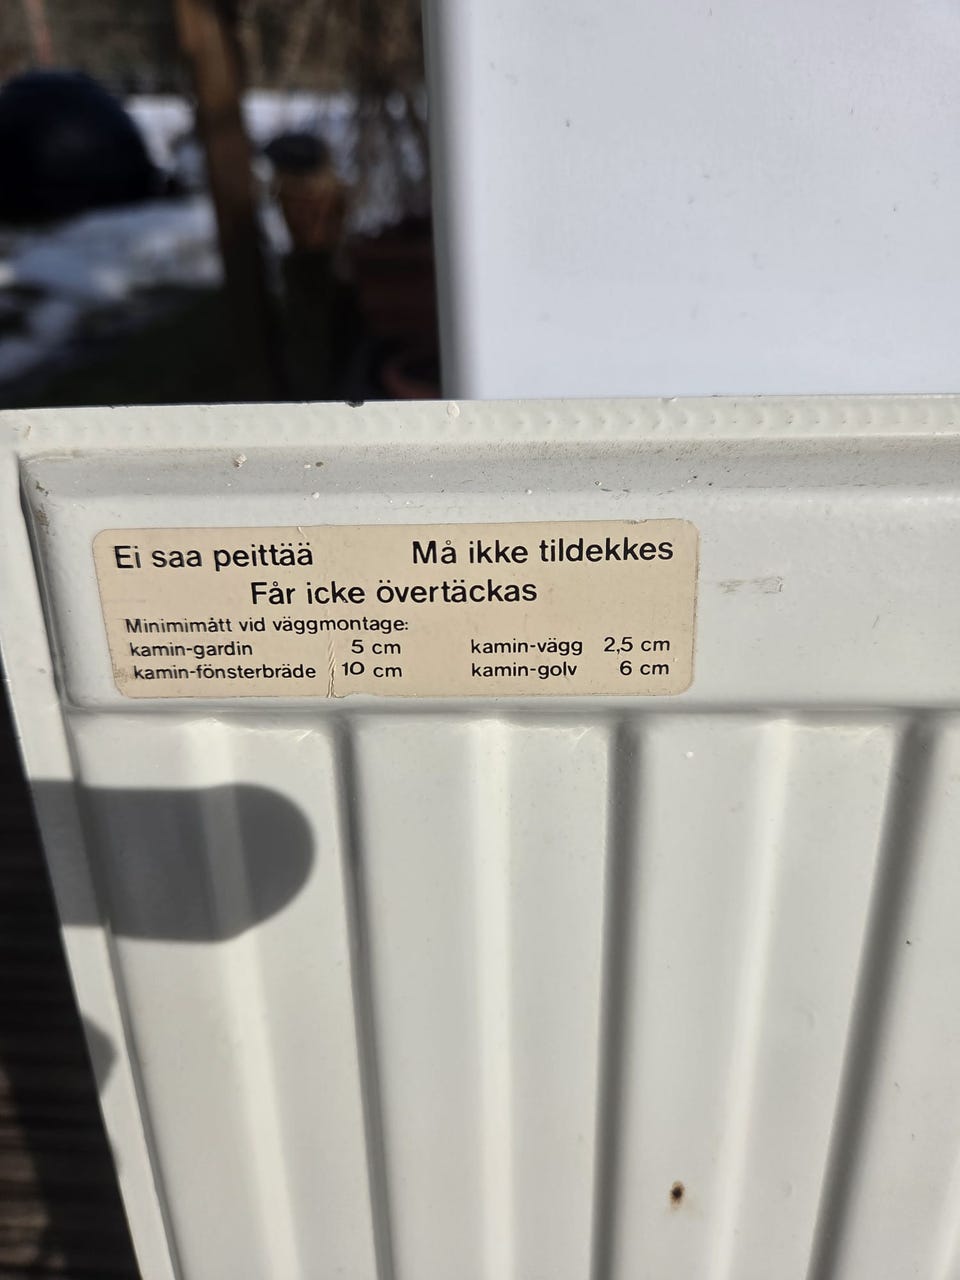 Ei saa peittää Må ikke tildekkes
Får icke övertäckas
Minimimått vid väggmontage:
kamin-gardin 5 cm kamin-vägg 2,5 cm
kamin-fönsterbräde 10 cm kamin-golv 6 cm